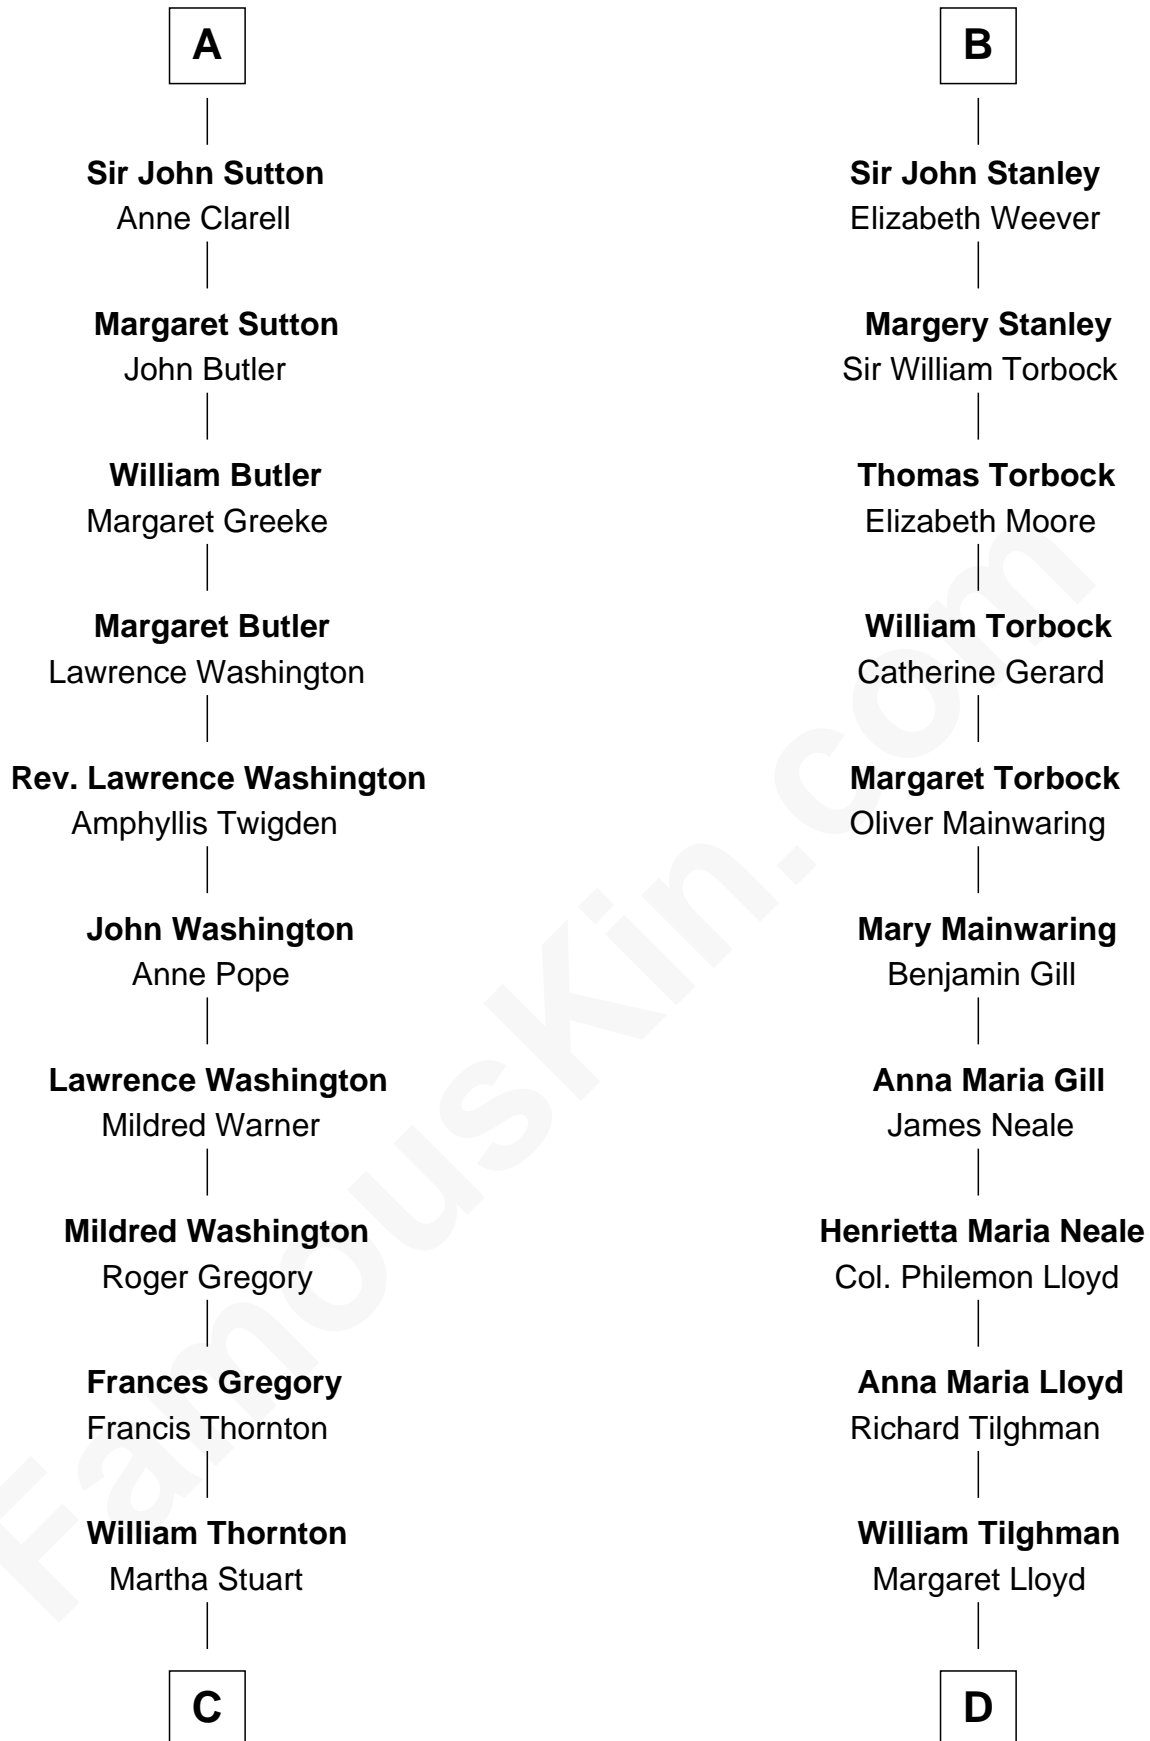 A
Sir John Sutton
Anne Clarell
Margaret Sutton
John Butler
William Butler
Margaret Greeke
Margaret Butler
Lawrence Washington
Rev. Lawrence Washington
Amphyllis Twigden
John Washington
Anne Pope
Lawrence Washington
Mildred Warner
Mildred Washington
Roger Gregory
Frances Gregory
Francis Thornton
William Thornton
Martha Stuart
C
B
Sir John Stanley
Elizabeth Weever
Margery Stanley
Sir William Torbock
Thomas Torbock
Elizabeth Moore
William Torbock
Catherine Gerard
Margaret Torbock
Oliver Mainwaring
Mary Mainwaring
Benjamin Gill
Anna Maria Gill
James Neale
Henrietta Maria Neale
Col. Philemon Lloyd
Anna Maria Lloyd
Richard Tilghman
William Tilghman
Margaret Lloyd
D
FamousKin.com